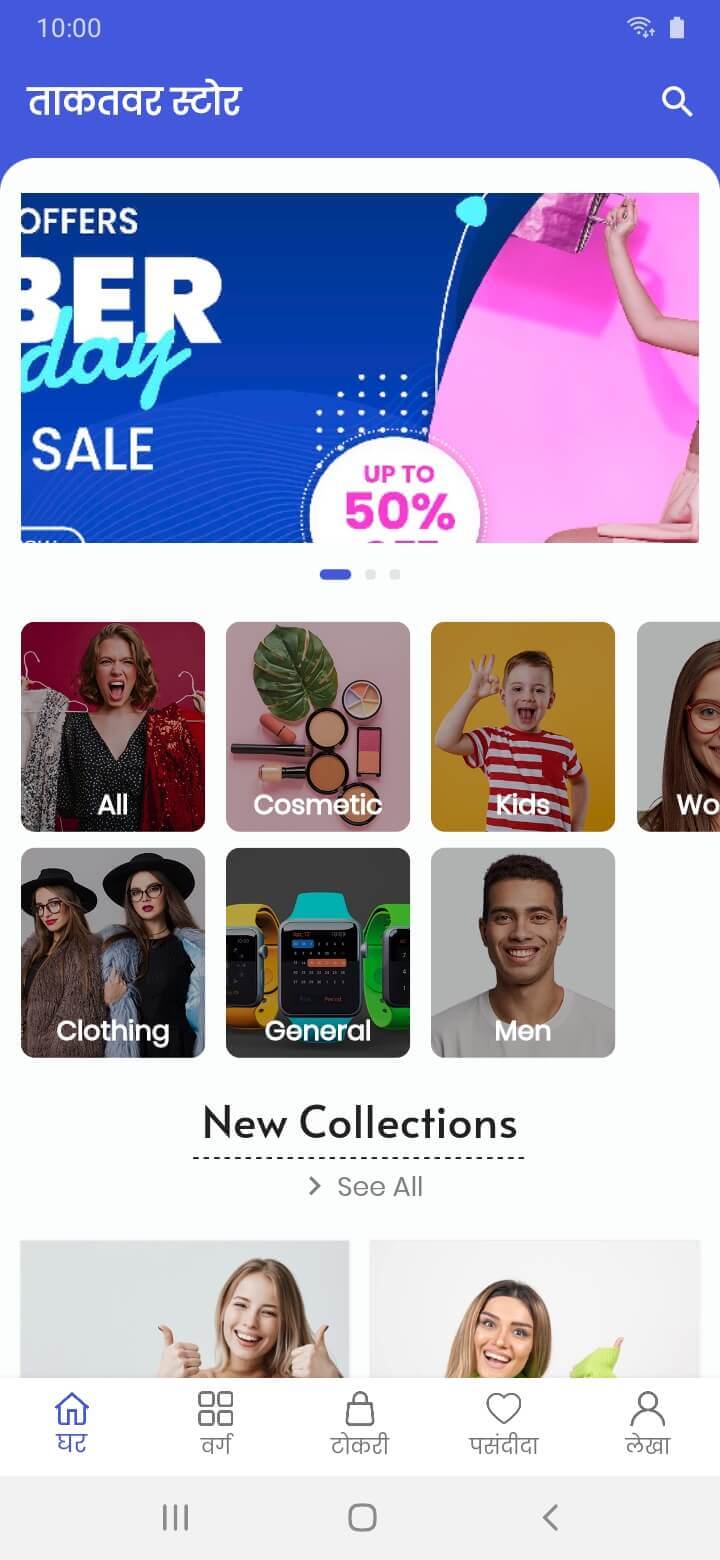 10:00
ताकतवर स्टोर
OFFERS
BER
day
SALE
UP TO
50%
All
Cosmetic
Kids
Wo
Clothing
General
Men
New Collections
See All
घर
वर्ग
टोकरी
पसंदीदा
लेखा